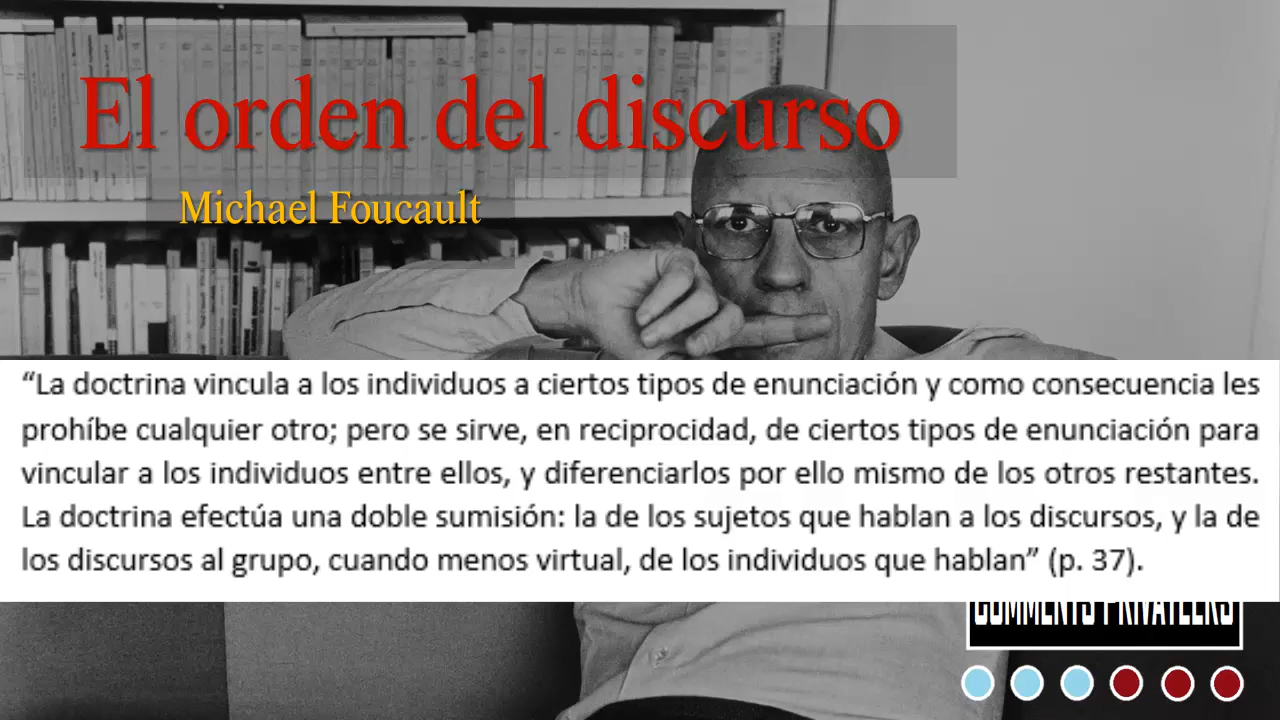 El orden del discurso
Michael Foucault
“La doctrina vincula a los individuos a ciertos tipos de enunciación y como consecuencia les
prohíbe cualquier otro; pero se sirve, en reciprocidad, de ciertos tipos de enunciación para
vincular a los individuos entre ellos, y diferenciarlos por ello mismo de los otros restantes.
La doctrina efectúa una doble sumisión: la de los sujetos que hablan a los discursos, y la de
los discursos al grupo, cuando menos virtual, de los individuos que hablan” (p. 37).
COMMENTS PRIVATEERS